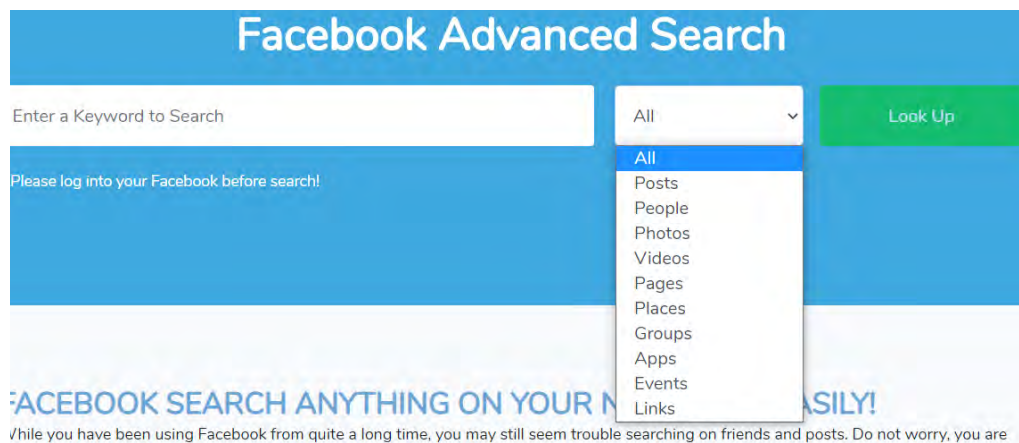 Facebook Advanced Search
Enter a Keyword to Search
All
Look Up
Please log into your Facebook before search!
All
Posts
People
Photos
Videos
Pages
Places
Groups
Apps
Events
Links
FACEBOOK SEARCH ANYTHING ON YOUR
While you have been using Facebook from quite a long time, you may still seem trouble searching on friends and posts. Do not worry, you are